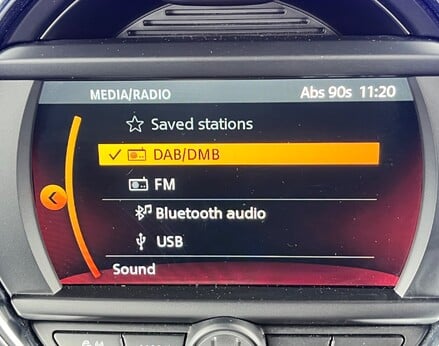 MEDIA/RADIO Abs 90s 11:20
Saved stations
DAB/DMB
FM
Bluetooth audio
USB
Sound